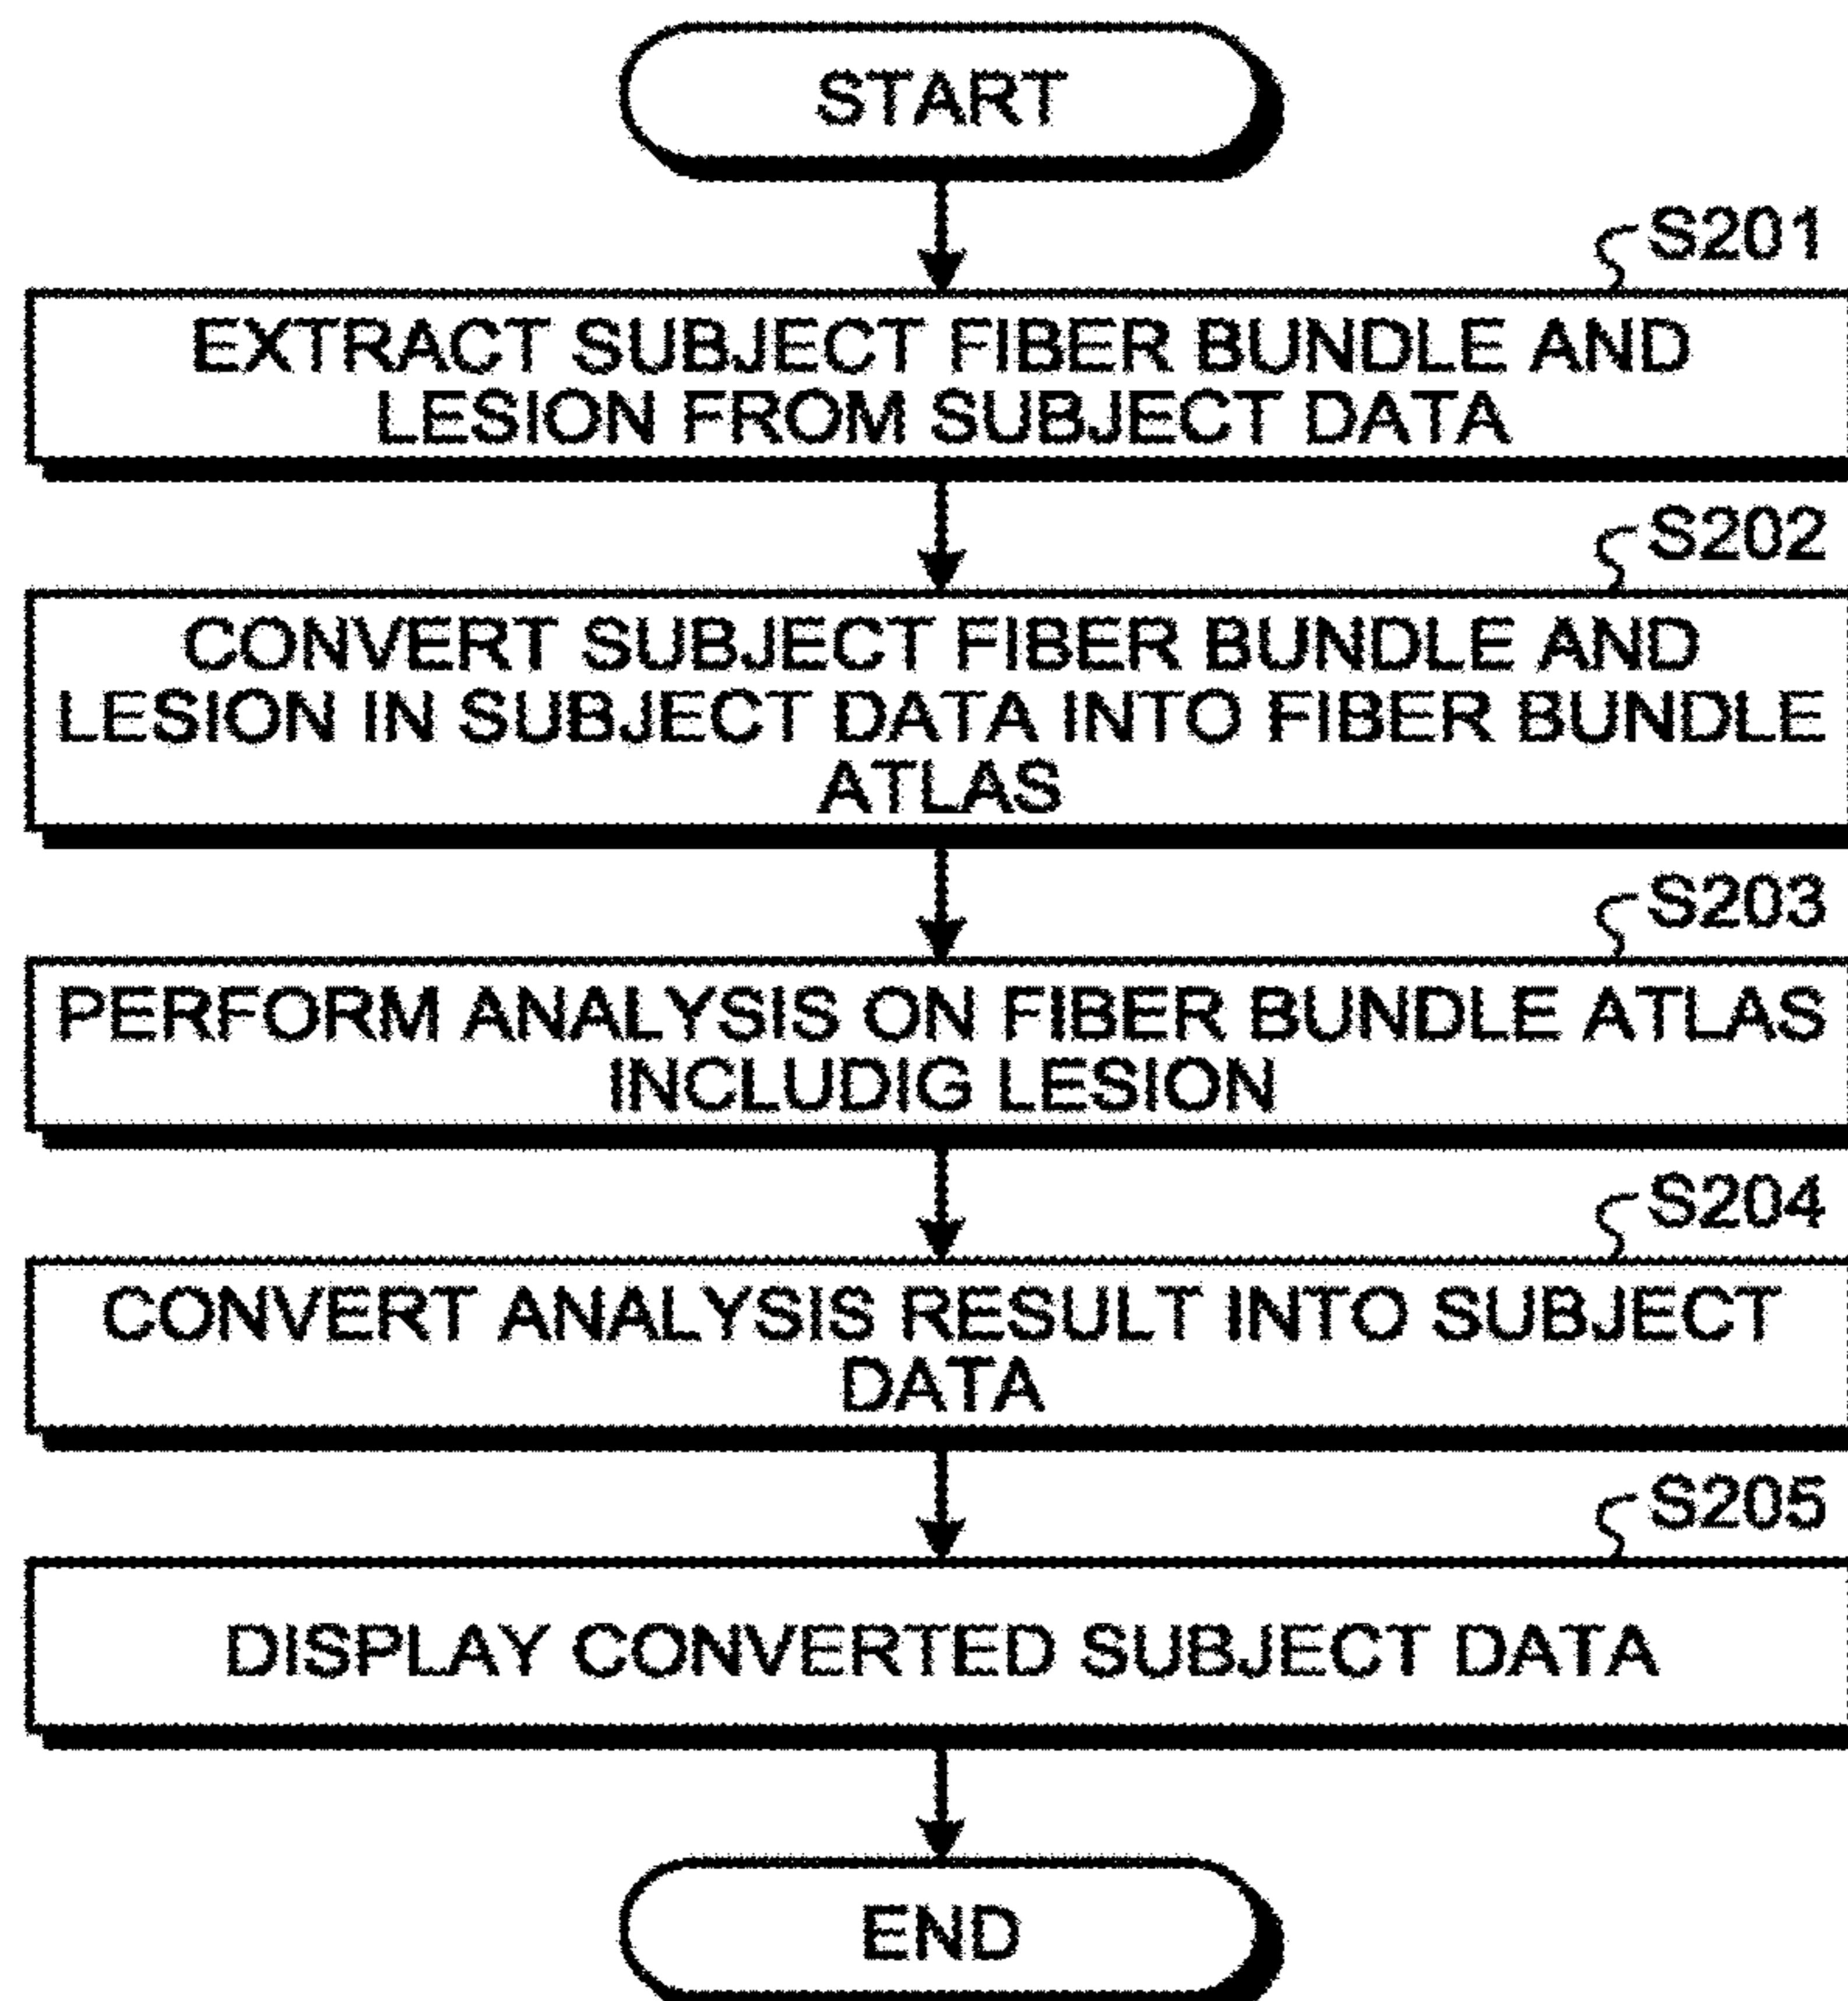 START
S201
EXTRACT SUBJECT FIBER BUNDLE AND
LESION FROM SUBJECT DATA
S202
CONVERT SUBJECT FIBER BUNDLE AND
LESION IN SUBJECT DATA INTO FIBER BUNDLE
ATLAS
S203
PERFORM ANALYSIS ON FIBER BUNDLE ATLAS
INCLUDIG LESION
S204
CONVERT ANALYSIS RESULT INTO SUBJECT
DATA
S205
DISPLAY CONVERTED SUBJECT DATA
END